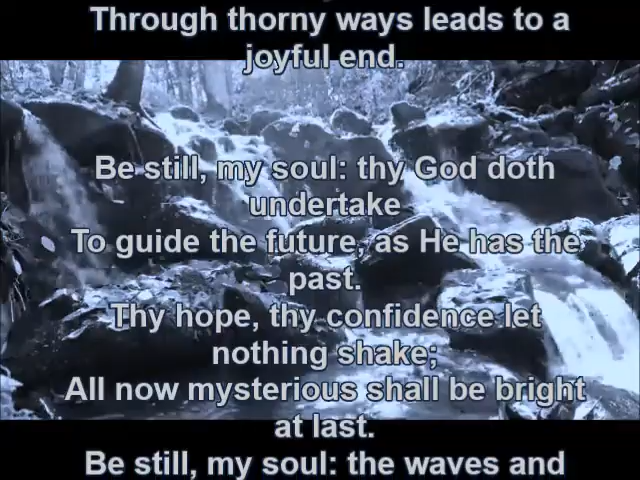 Through thorny ways leads to a
joyful end.
Be still, my soul: thy God doth
undertake
To guide the future, as He has the
past.
Thy hope, thy confidence let
nothing shake;
All now mysterious shall be bright
at last.
Be still, my soul: the waves and